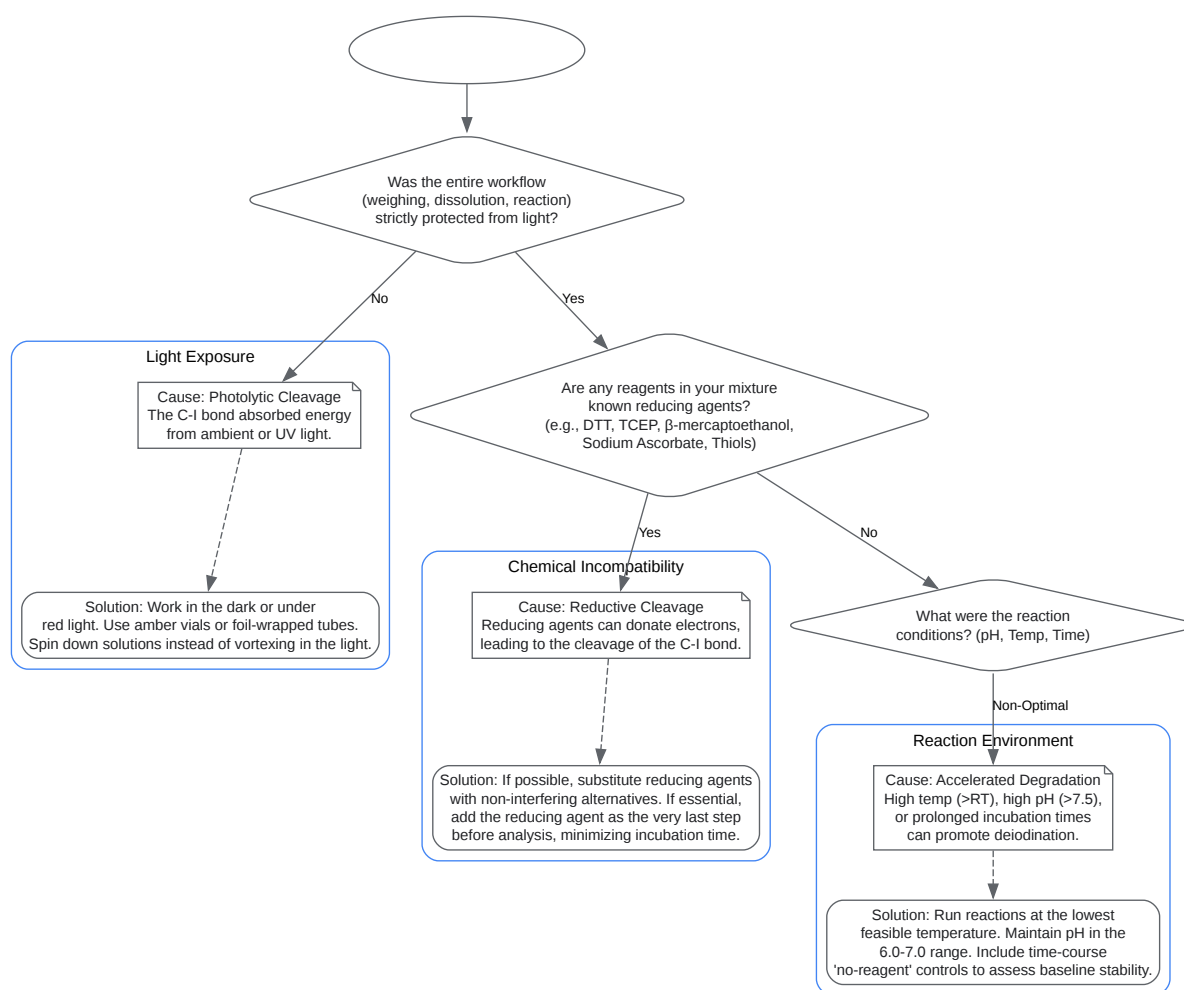 Was the entire workflow
(weighing, dissolution, reaction)
strictly protected from light?
No
Yes
Light Exposure
Cause: Photolytic Cleavage
The C-I bond absorbed energy
from ambient or UV light.
Solution: Work in the dark or under
red light. Use amber vials or foil-wrapped tubes.
Spin down solutions instead of vortexing in the light.
Are any reagents in your mixture
known reducing agents?
(e.g., DTT, TCEP, β-mercaptoethanol,
Sodium Ascorbate, Thiols)
Yes
No
Chemical Incompatibility
Cause: Reductive Cleavage
Reducing agents can donate electrons,
leading to the cleavage of the C-I bond.
Solution: If possible, substitute reducing agents
with non-interfering alternatives. If essential,
add the reducing agent as the very last step
before analysis, minimizing incubation time.
What were the reaction
conditions? (pH, Temp, Time)
Non-Optimal
Reaction Environment
Cause: Accelerated Degradation
High temp (>RT), high pH (>7.5),
or prolonged incubation times
can promote deiodination.
Solution: Run reactions at the lowest
feasible temperature. Maintain pH in the
6.0-7.0 range. Include time-course
'no-reagent' controls to assess baseline stability.